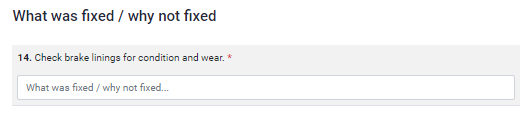 What was fixed / why not fixed
14. Check brake linings for condition and wear. *
What was fixed / why not fixed...